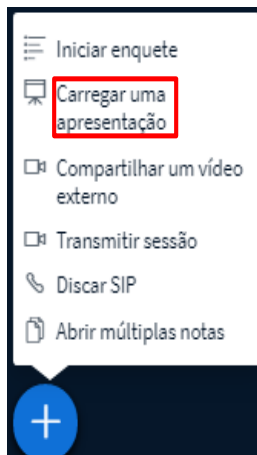 Iniciar enquete
Carregar uma
apresentação
Compartilhar um vídeo
externo
Transmitir sessão
Discar SIP
Abrir múltiplas notas